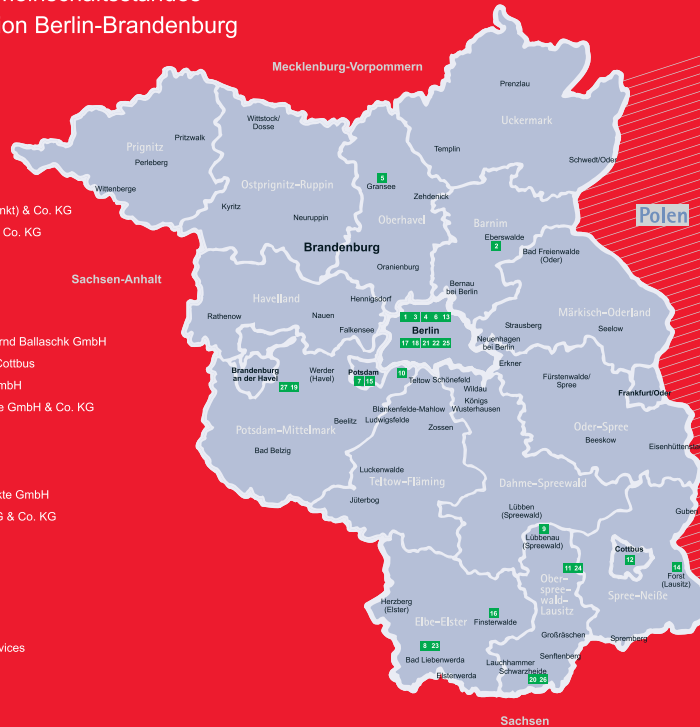 ion Berlin-Brandenburg
Mecklenburg-Vorpommern
Prenzlau
Uckermark
Wittstock/
Dosse
Pritzwalk
Prignitz
Perleberg
Templin
Schwedt/Oder
Wittenberge
Ostprignitz-Ruppin
5
Gransee
Zehdenick
nkt) & Co. KG
Kyritz
Neuruppin
Oberhavel
Barnim
Polen
Co. KG
Eberswalde
2
Brandenburg
Bad Freienwalde
(Oder)
Oranienburg
Sachsen-Anhalt
Bernau
bei Berlin
Havelland
Hennigsdorf
Märkisch-Oderland
Rathenow
Nauen
1 3 4 6 13
Falkensee
Berlin
Strausberg
Seelow
rnd Ballaschk GmbH
17 18 21 22 25
Neuenhagen
bei Berlin
Cottbus
Erkner
Brandenburg
an der Havel
Werder
(Havel)
Potsdam
10
7 15
Teltow
Schönefeld
Fürstenwalde/
Spree
mbH
27 19
Wildau
Frankfurt/Oder
e GmbH & Co. KG
Blankenfelde-Mahlow
Königs
Wusterhausen
Beelitz
Ludwigsfelde
Zossen
Oder-Spree
Potsdam-Mittelmark
Beeskow
Bad Belzig
Eisenhüttensta
Luckenwalde
Teltow-Fläming
Dahme-Spreewald
kte GmbH
Jüterbog
Lübben
(Spreewald)
Guben
G & Co. KG
9
Lübbenau
(Spreewald)
Cottbus
12
11 24
14
Forst
(Lausitz)
Ober-
spree-
wald-
Lausitz
Spree-Neiße
Herzberg
(Elster)
16
Elbe-Elster
Finsterwalde
Großräschen
Spremberg
8 23
vices
Bad Liebenwerda
Senftenberg
Lauchhammer
Schwarzheide
Elsterwerda
20 26
Sachsen